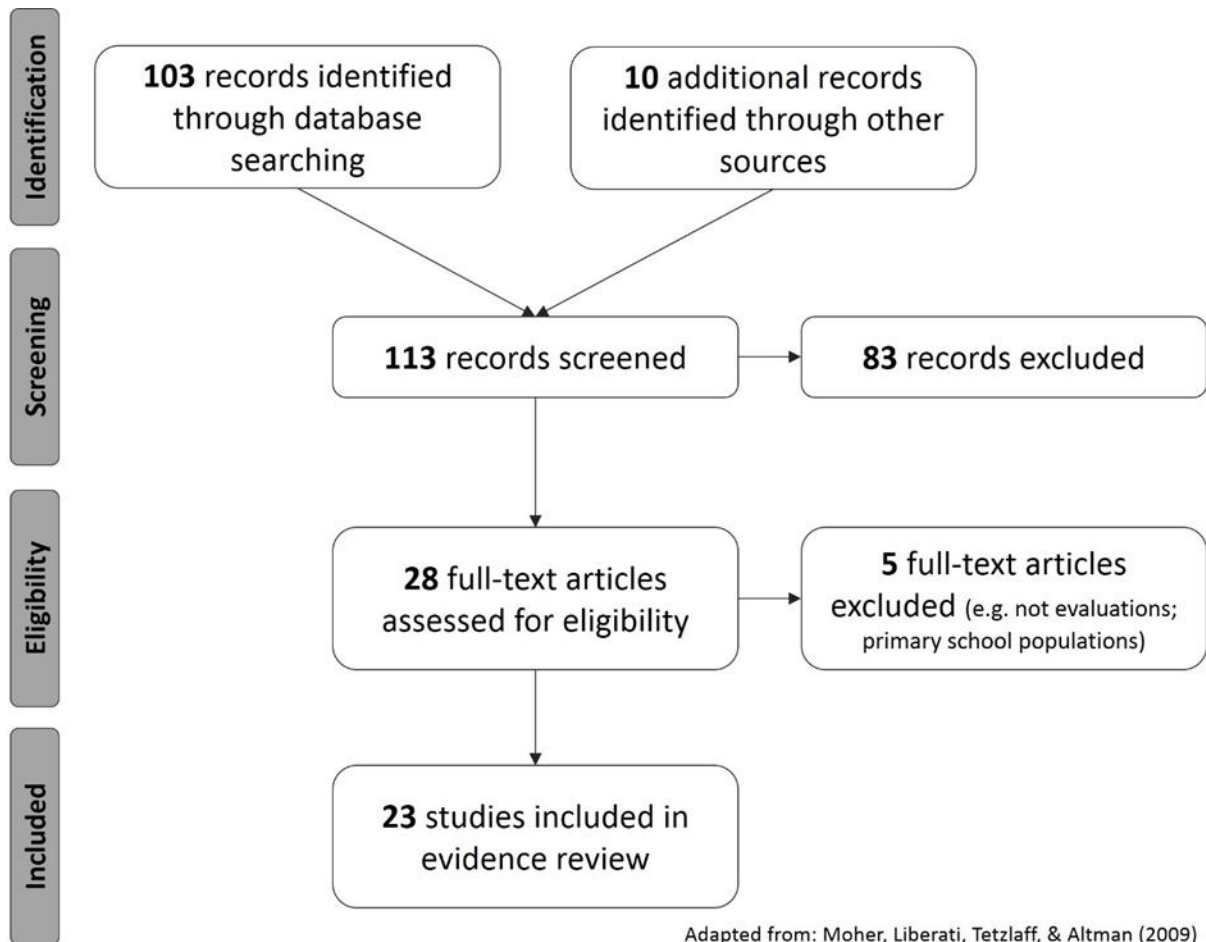 Identification
103 records identified
through database
searching
10 additional records
identified through other
sources
Screening
113 records screened
83 records excluded
Eligibility
28 full-text articles
assessed for eligibility
5 full-text articles
excluded (e.g. not evaluations;
primary school populations)
Included
23 studies included in
evidence review
Adapted from: Moher, Liberati, Tetzlaff, & Altman (2009)